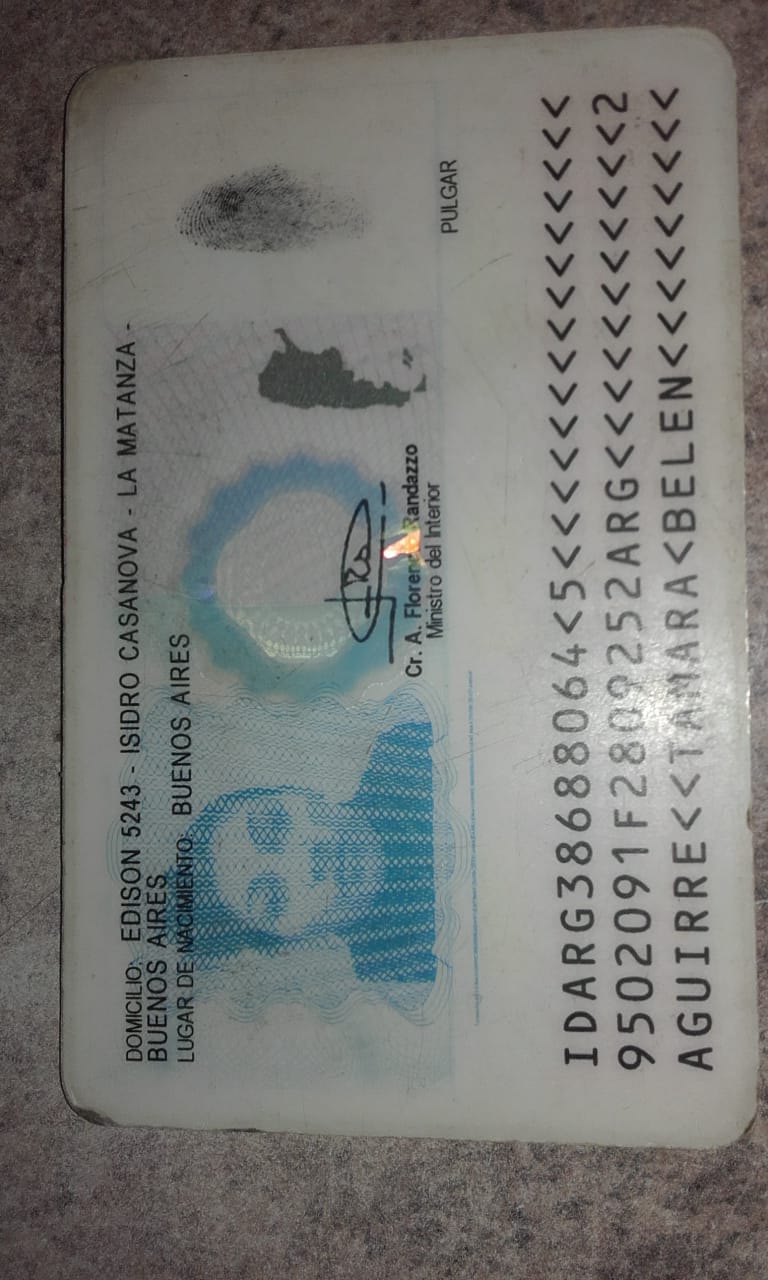 DOMICILIO: EDISON 5243 - ISIDRO CASANOVA - LA MATANZA -
BUENOS AIRES
LUGAR DE NACIMIENTO: BUENOS AIRES
PULGAR
Cr. A. Randazzo
Ministro del Interior
IDARG38688064<5<<<<<<<<<<<<<<<
9502091F2809252ARG<<<<<<<<<<<2
AGUIRRE<<TAMARA<BELEN<<<<<<<<<